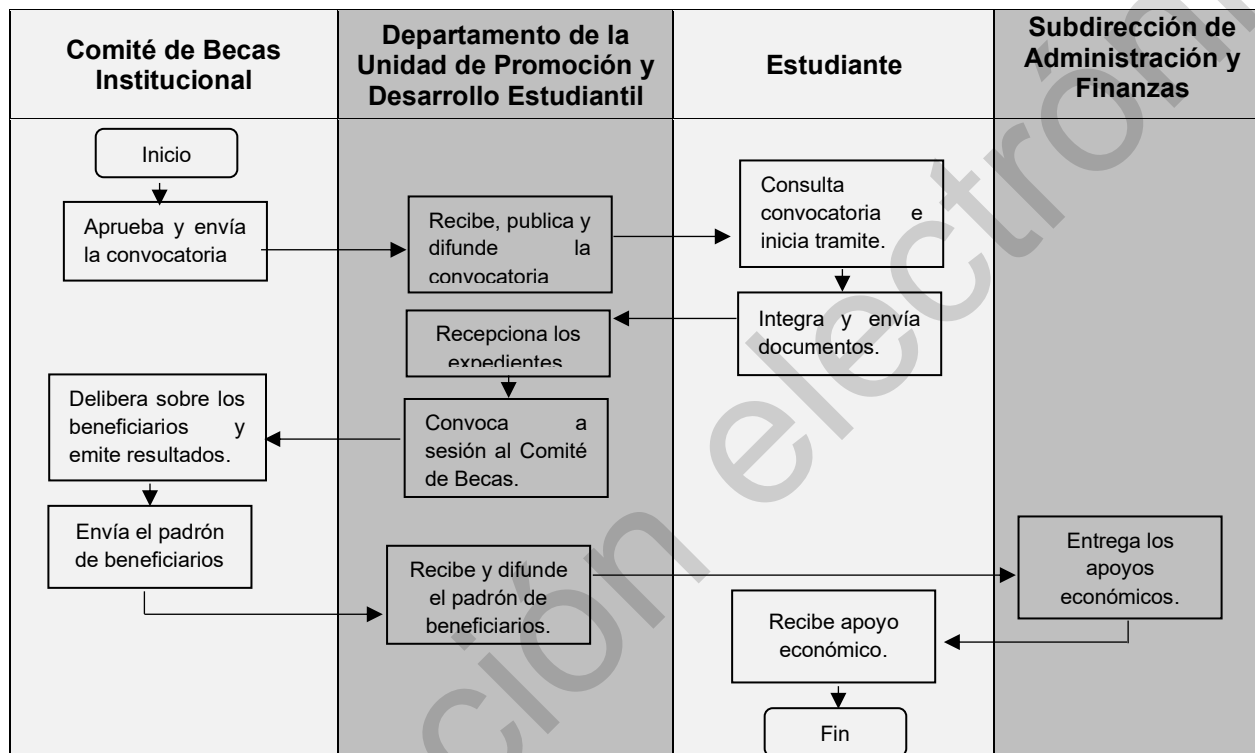 Comité de Becas
Institucional
Departamento de la
Unidad de Promoción y
Desarrollo Estudiantil
Estudiante
Subdirección de
Administración y
Finanzas
Inicio
Aprueba y envía
la convocatoria
Recibe, publica y
difunde la
convocatoria
Consulta
convocatoria e
inicia tramite.
Integra y envía
documentos.
Recepciona los
expedientes
Convoca a
sesión al Comité
de Becas.
Delibera sobre los
beneficiarios y
emite resultados.
Envía el padrón
de beneficiarios
Recibe y difunde
el padrón de
beneficiarios.
Entrega los
apoyos
económicos.
Recibe apoyo
económico.
Fin
ción electrón